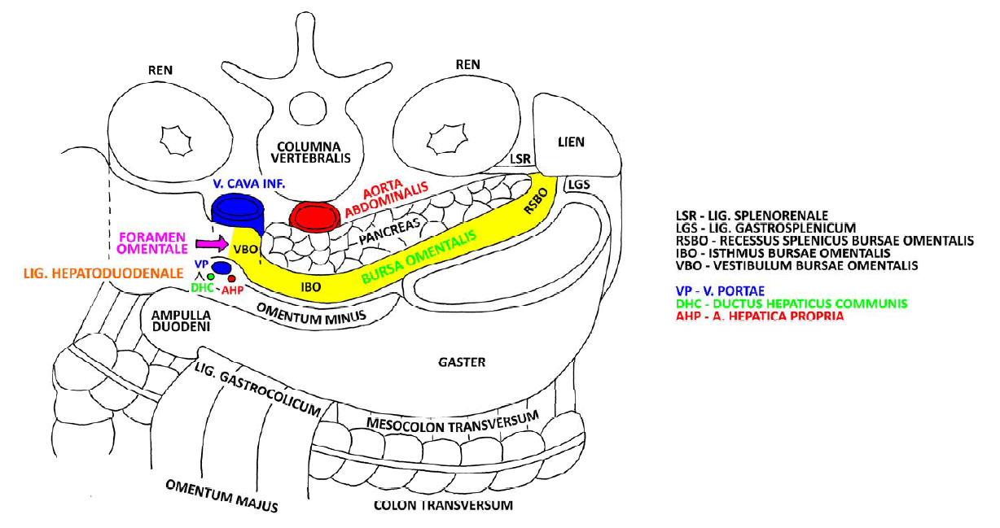 REN
REN
COLUMNA
VERTEBRALIS
LIEN
LSR
LGS
V. CAVA INF.
AORTA
ABDOMINALIS
RSBO
PANCREAS
FORAMEN
OMENTALE
VBO
BURSA OMENTALIS
LIG. HEPATODUODENALE
VP
DHC
AHP
IBO
OMENTUM MINUS
AMPULLA
DUODENI
GASTER
LIG. GASTROCOLICUM
MESOCOLON TRANSVERSUM
OMENTUM MAJUS
COLON TRANSVERSUM
LSR - LIG. SPLENORENALE
LGS - LIG. GASTROSPLENICUM
RSBO - RECESSUS SPLENICUS BURSAE OMENTALIS
IBO - ISTHMUS BURSAE OMENTALIS
VBO - VESTIBULUM BURSAE OMENTALIS
VP - V. PORTAE
DHC - DUCTUS HEPATICUS COMMUNIS
AHP - A. HEPATICA PROPRIA